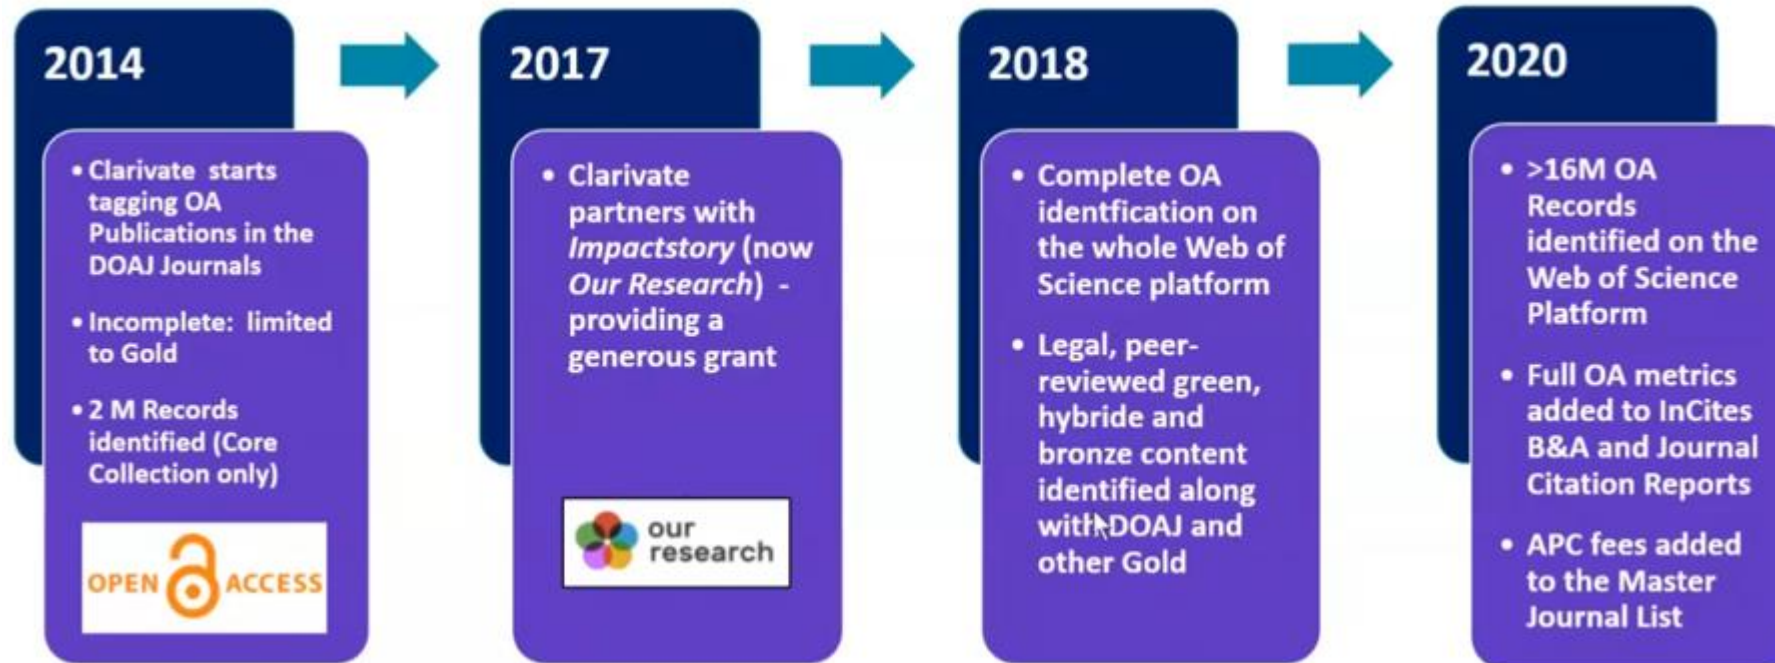 2014
• Clarivate starts
tagging OA
Publications in the
DOAJ Journals
• Incomplete: limited
to Gold
• 2 M Records
identified (Core
Collection only)
OPEN ACCESS
2017
• Clarivate
partners with
Impactstory (now
Our Research) -
providing a
generous grant
our
research
2018
• Complete OA
identfication on
the whole Web of
Science platform
• Legal, peer-
reviewed green,
hybride and
bronze content
identified along
with DOAJ and
other Gold
2020
• >16M OA
Records
identified on the
Web of Science
Platform
• Full OA metrics
added to InCites
B&A and Journal
Citation Reports
• APC fees added
to the Master
Journal List